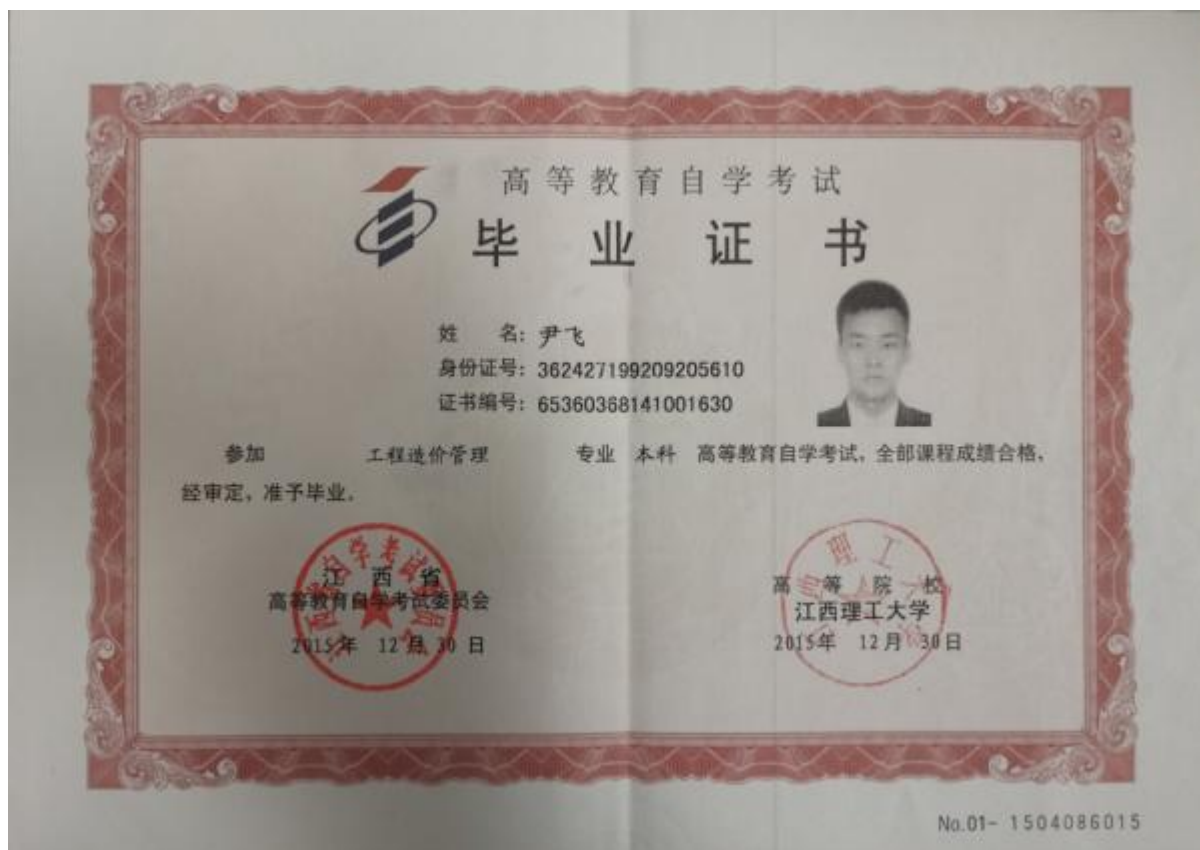 高等教育自学考试
毕业证书
姓 名: 尹飞
身份证号: 362427199209205610
证书编号: 65360368141001630
参加 工程造价管理 专业 本科 高等教育自学考试,全部课程成绩合格,
经审定,准予毕业.
江西省
高等教育自学考试委员会
2015年 12月 30日
高等院校
江西理工大学
2015年 12月 30日
No.01- 1504086015